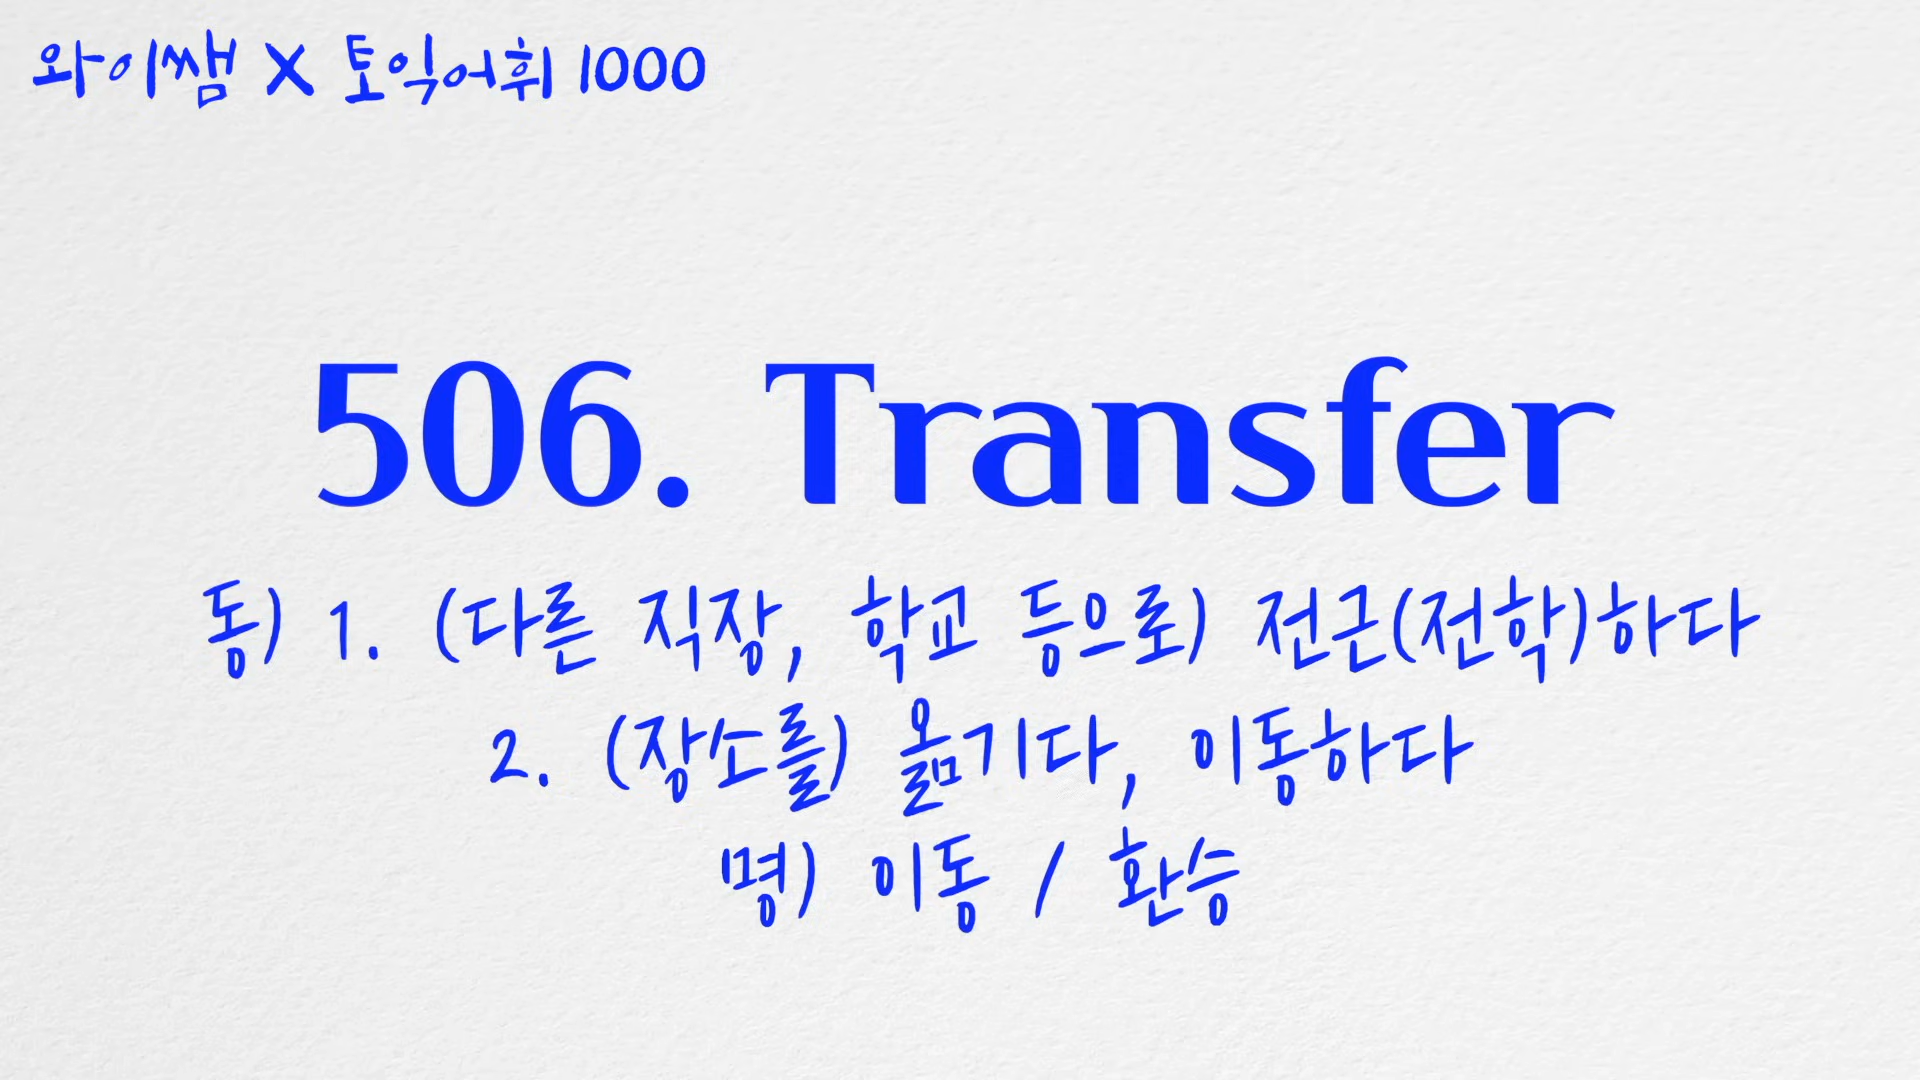 와이쌤 X 토익어휘 1000
506. Transfer
동) 1. (다른 직장, 학교 등으로) 전근(전학)하다
2. (장소를) 옮기다, 이동하다
명) 이동 / 환승